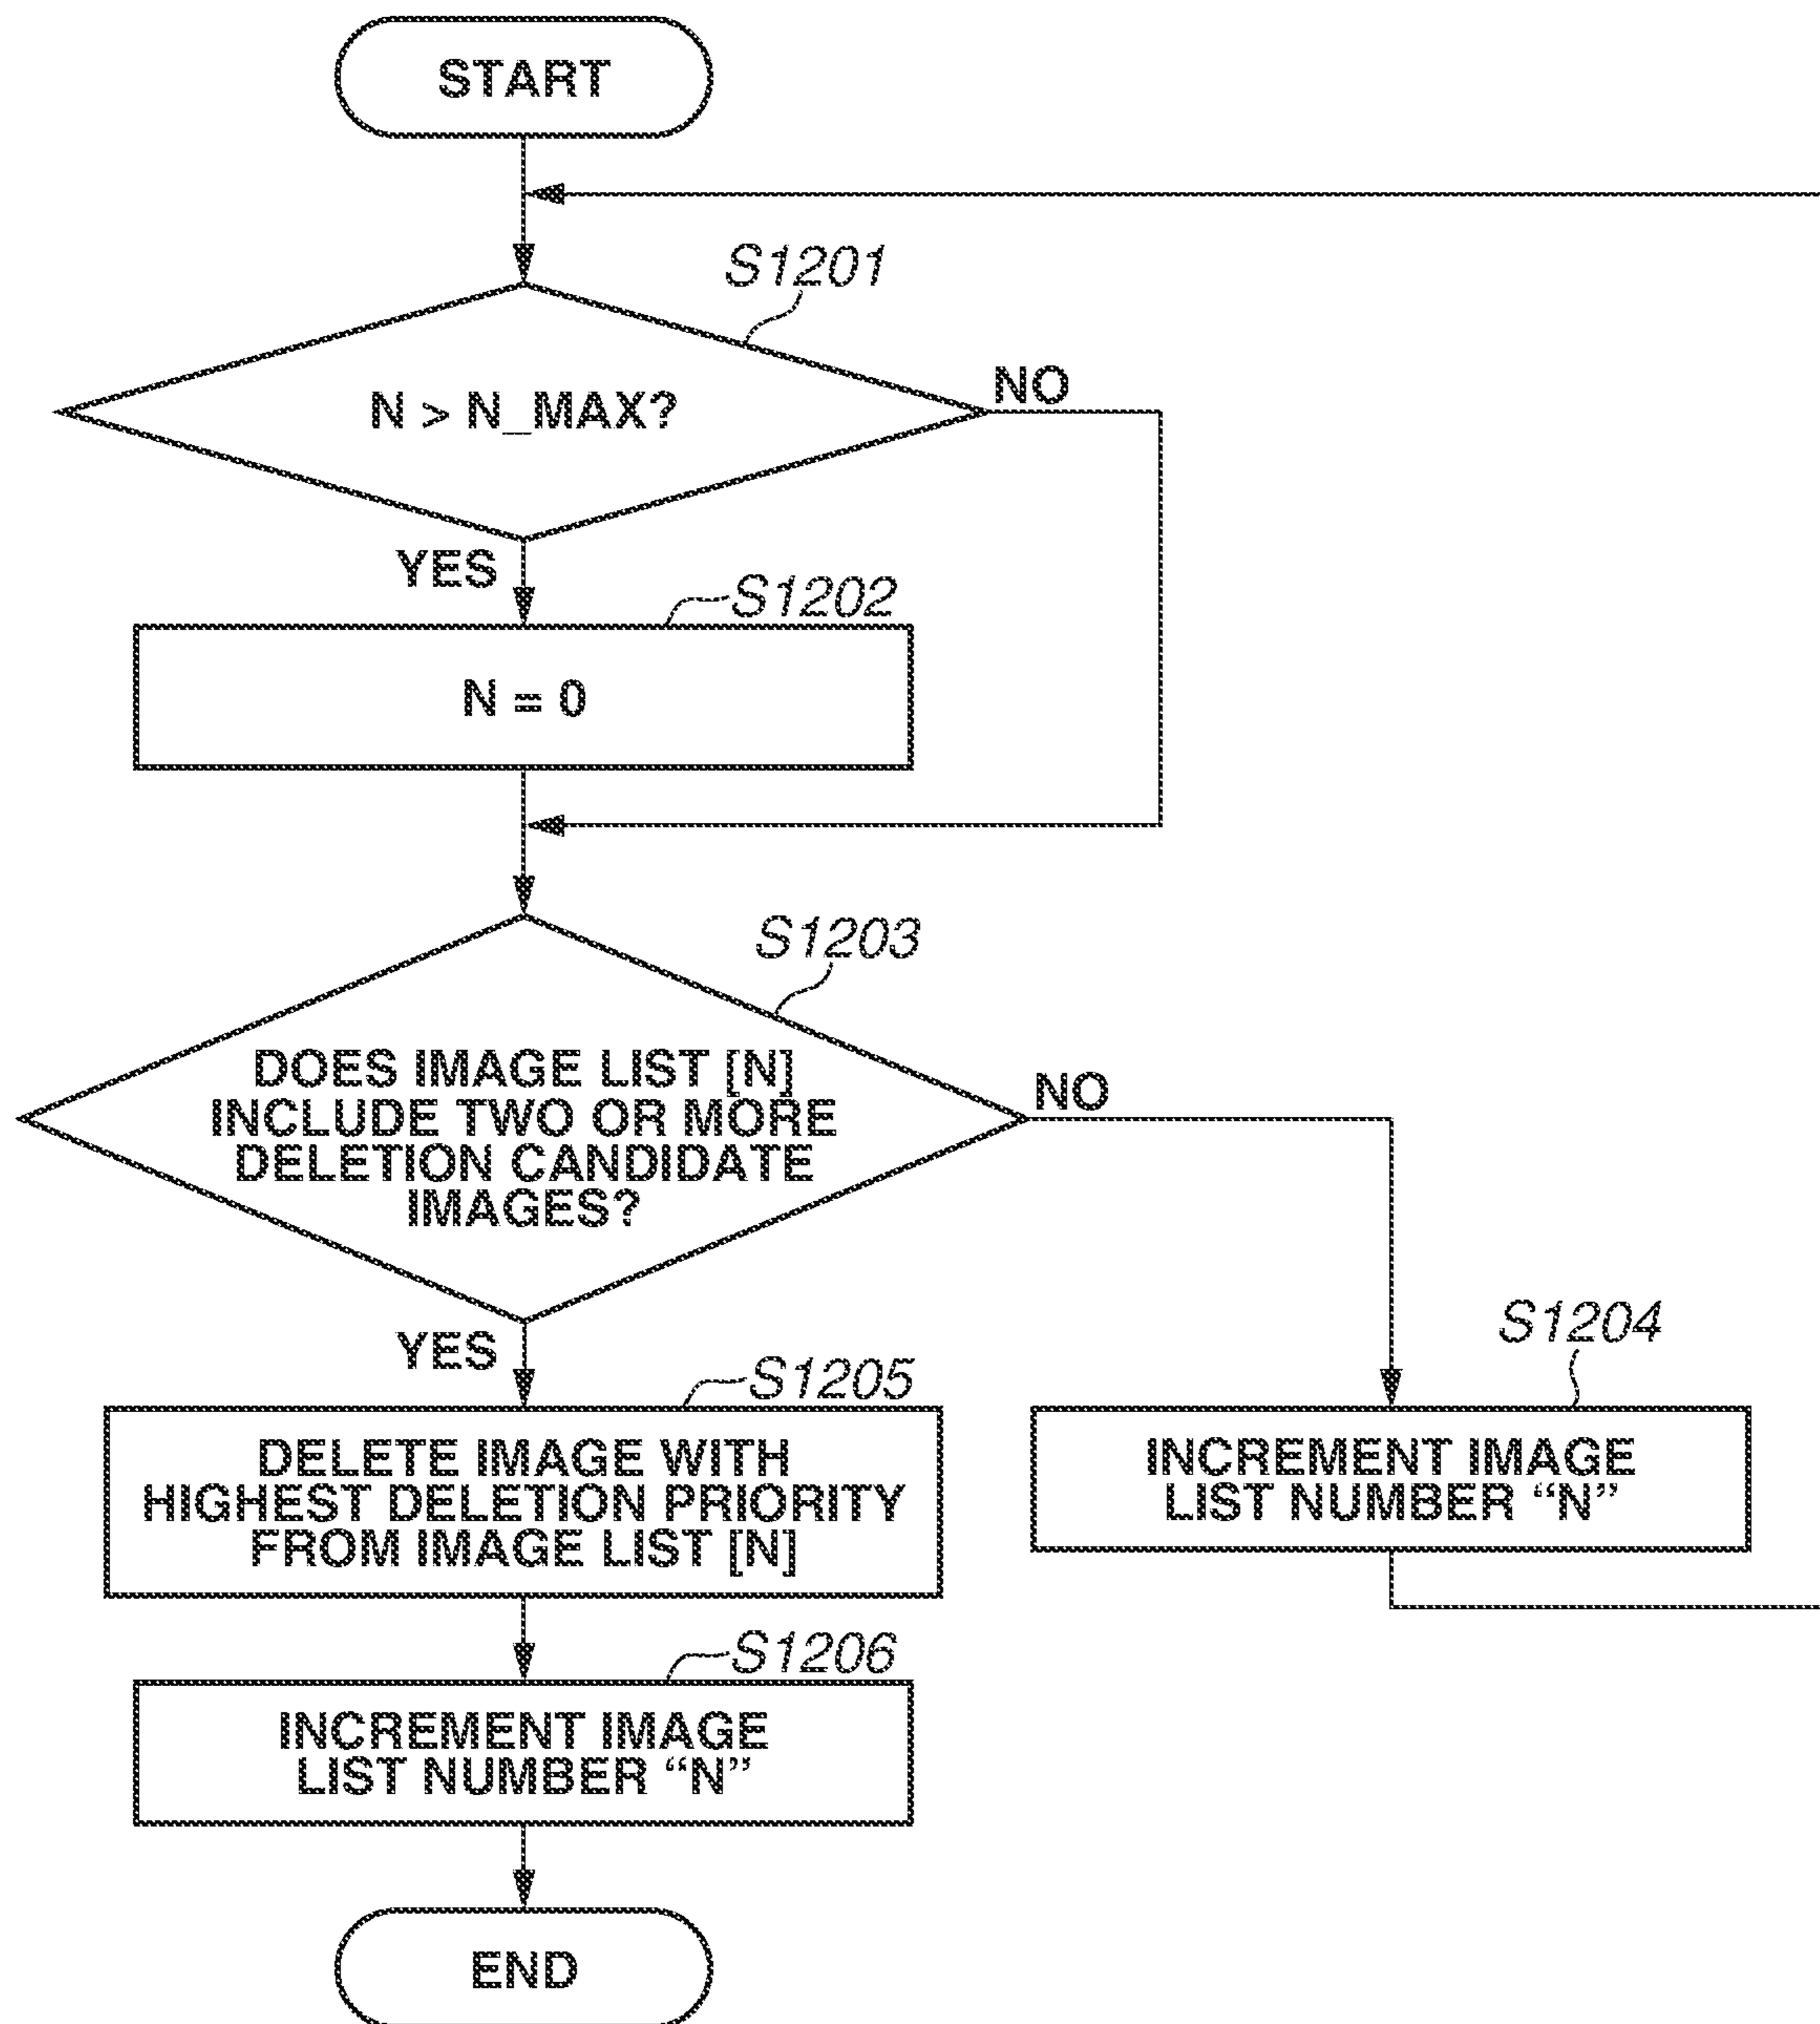 START
S1201
N > N_MAX?
NO
YES
S1202
N = 0
S1203
DOES IMAGE LIST [N]
INCLUDE TWO OR MORE
DELETION CANDIDATE
IMAGES?
NO
YES
S1204
INCREMENT IMAGE
LIST NUMBER “N”
S1205
DELETE IMAGE WITH
HIGHEST DELETION PRIORITY
FROM IMAGE LIST [N]
S1206
INCREMENT IMAGE
LIST NUMBER “N”
END